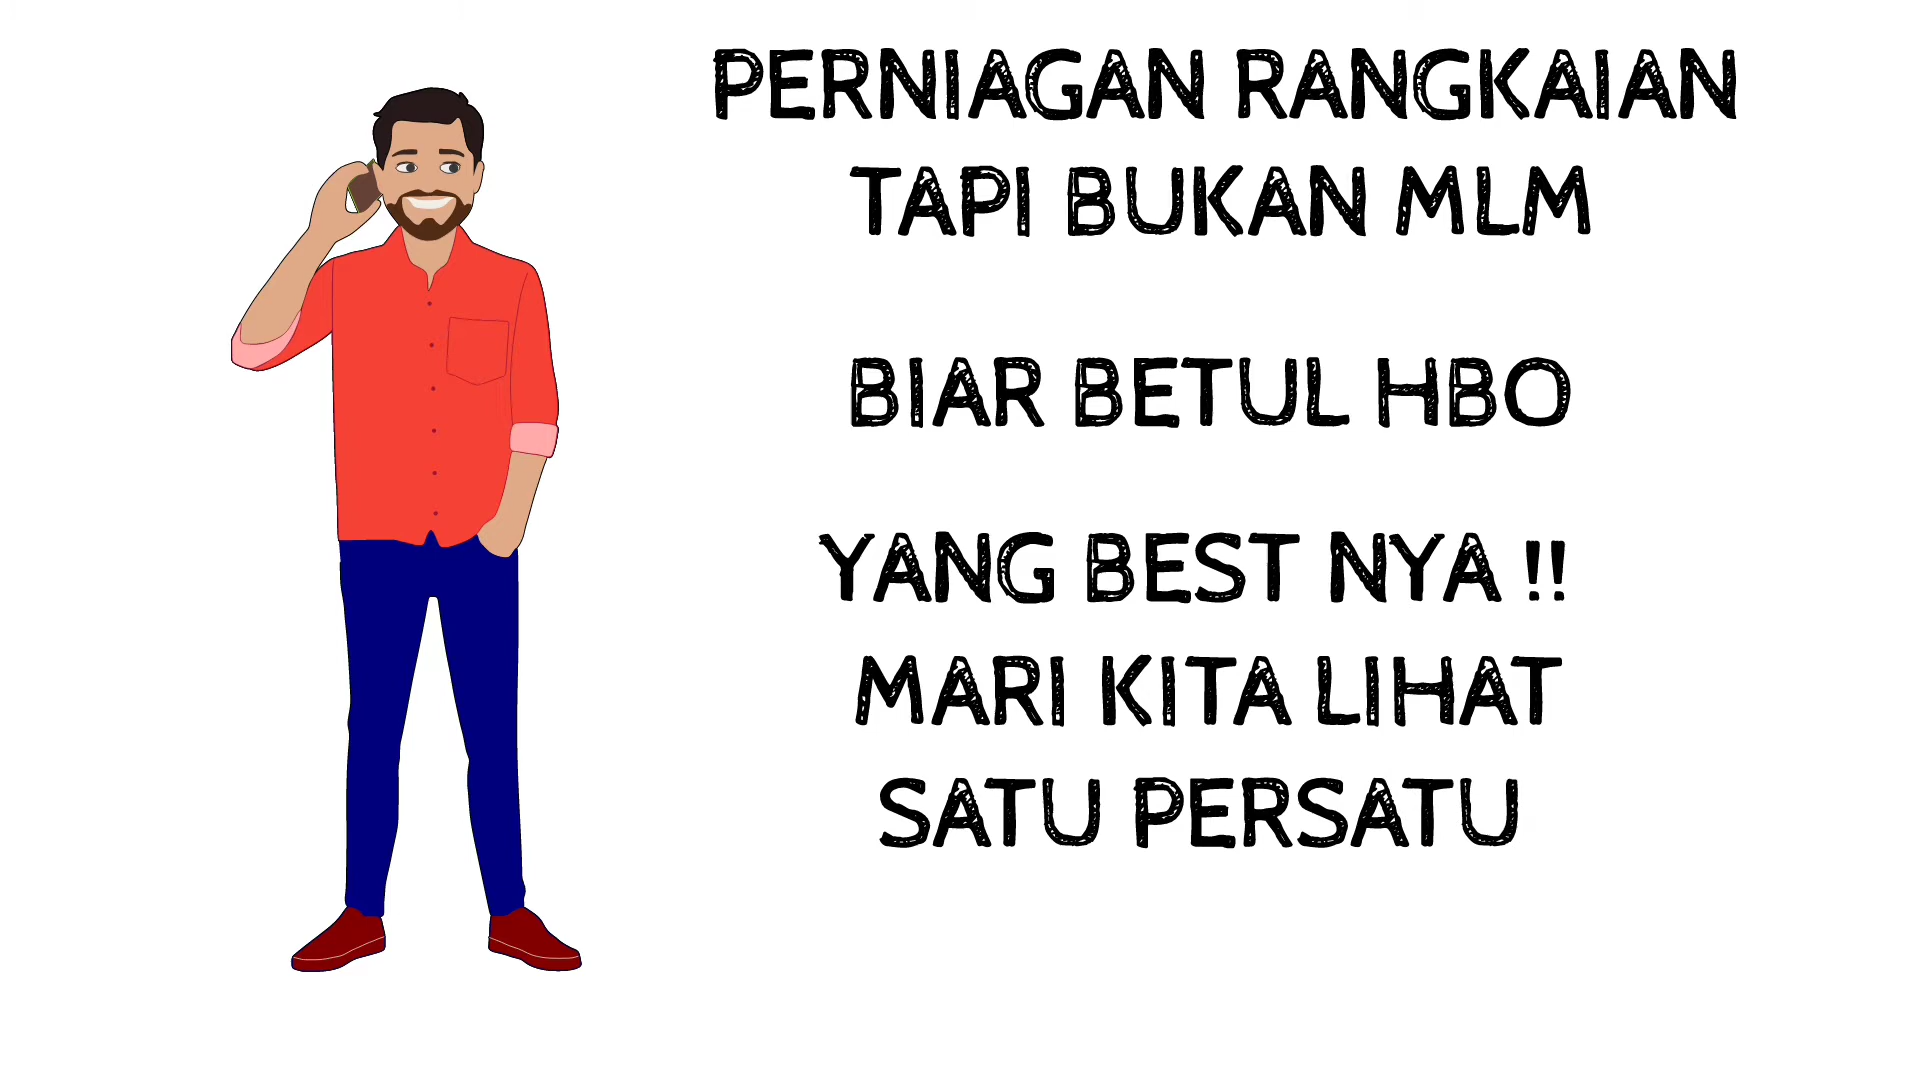 PERNIAGAN RANGKAIAN
TAPI BUKAN MLM
BIAR BETUL HBO
YANG BEST NYA !!
MARI KITA LIHAT
SATU PERSATU